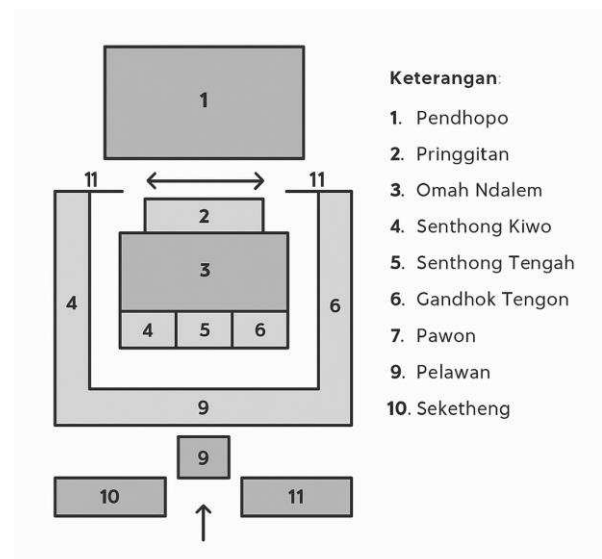 1
11
11
2
3
4
6
4
5
6
9
9
10
11
Keterangan:
1. Pendhopo
2. Pringgitan
3. Omah Ndalem
4. Senthong Kiwo
5. Senthong Tengah
6. Gandhok Tengon
7. Pawon
9. Pelawan
10. Seketheng